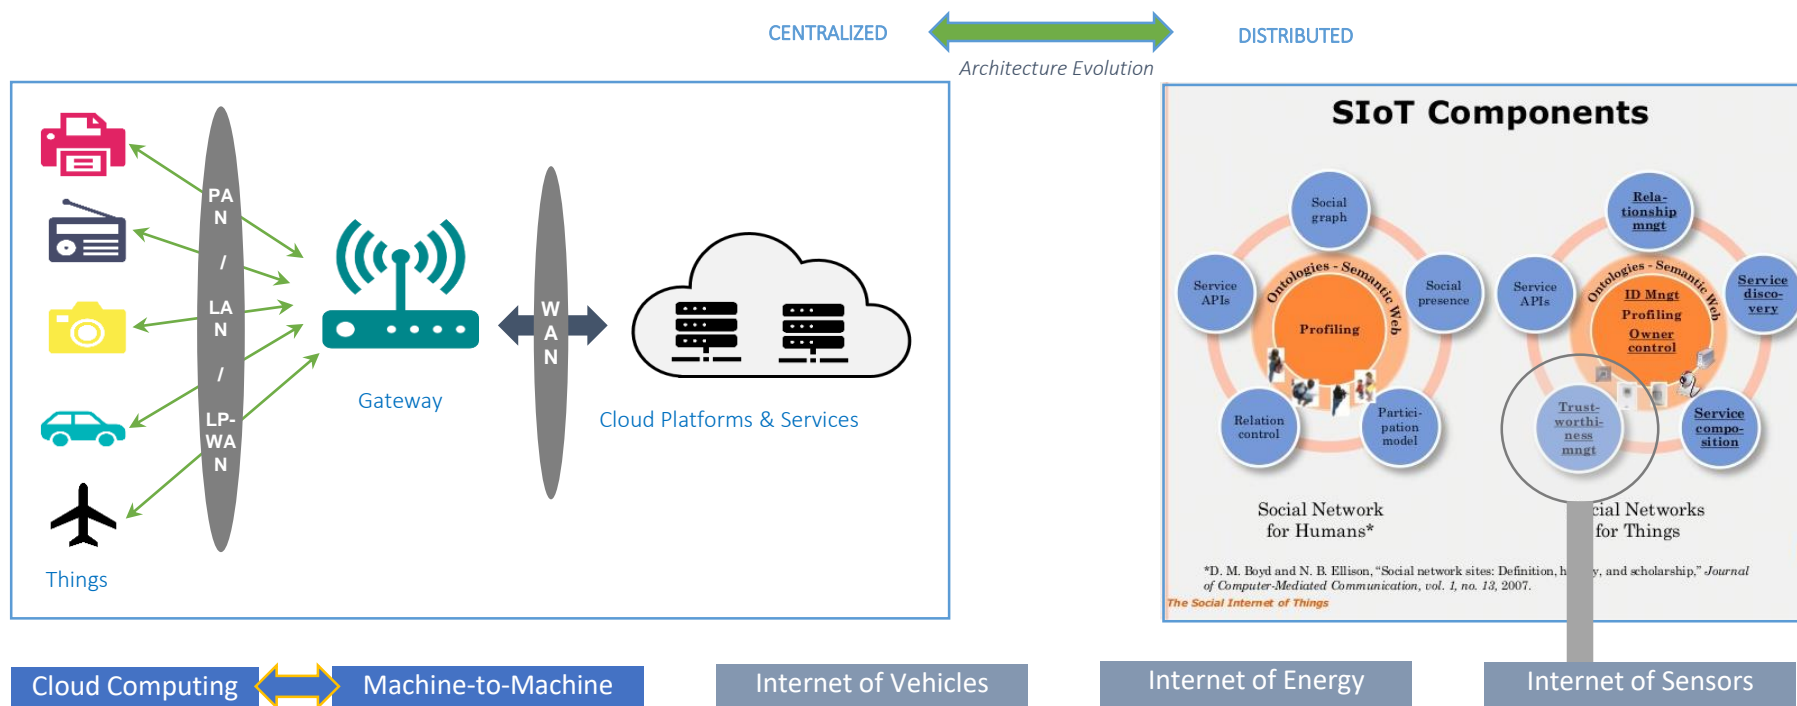 CENTRALIZED
DISTRIBUTED
Architecture Evolution
PA
N
/
LA
N
/
LP-
WA
N
Things
Gateway
W
A
N
Cloud Platforms & Services
SIoT Components
Social
graph
Service
APIs
Social
presence
Ontologies - Semantic Web
Profiling
Relation
control
Partici-
pation
model
Social Network
for Humans*
Rela-
tionship
mngt
Service
APIs
Service
disco-
very
Ontologies - Semantic Web
ID Mngt
Profiling
Owner
control
Trust-
worthi-
ness
mngt
Service
compo-
sition
cial Networks
for Things
*D. M. Boyd and N. B. Ellison, “Social network sites: Definition, h y, and scholarship,” Journal
of Computer-Mediated Communication, vol. 1, no. 13, 2007.
The Social Internet of Things
Cloud Computing
Machine-to-Machine
Internet of Vehicles
Internet of Energy
Internet of Sensors